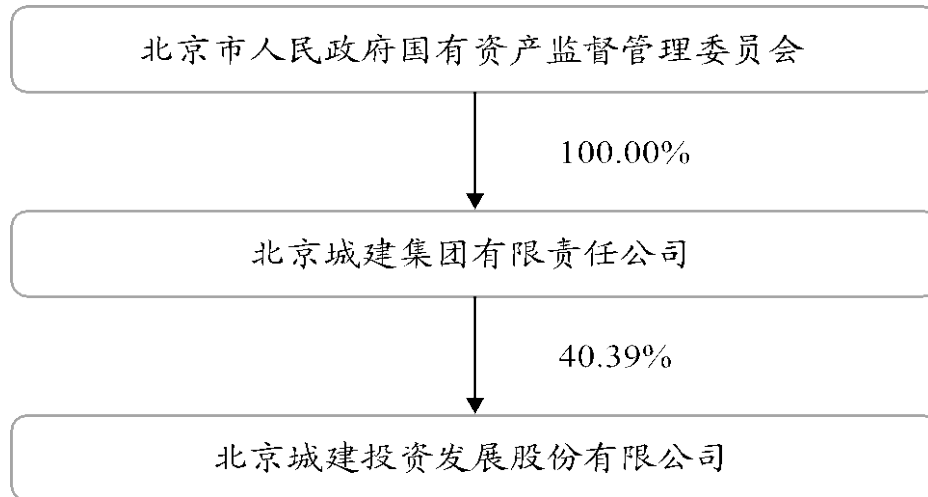 北京市人民政府国有资产监督管理委员会
100.00%
北京城建集团有限责任公司
40.39%
北京城建投资发展股份有限公司